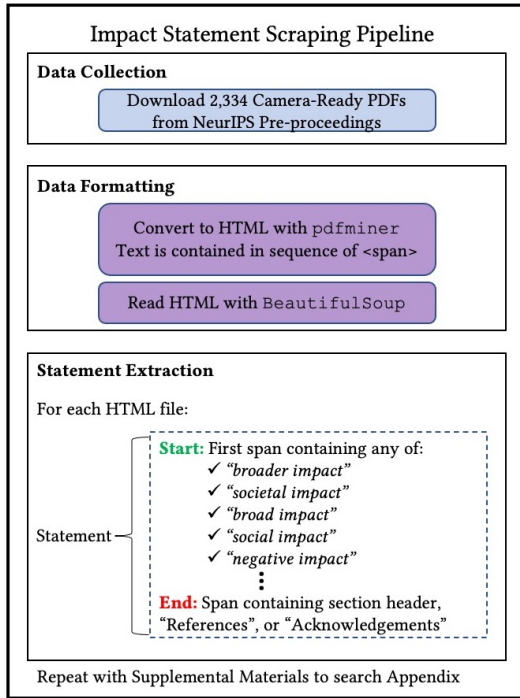 Impact Statement Scraping Pipeline
Data Collection
Download 2,334 Camera-Ready PDFs
from NeurIPS Pre-proceedings
Data Formatting
Convert to HTML with pdfminer
Text is contained in sequence of <span>
Read HTML with BeautifulSoup
Statement Extraction
For each HTML file:
Start: First span containing any of:
✓ “broader impact”
✓ “societal impact”
✓ “broad impact”
✓ “social impact”
✓ “negative impact”
⋮
Statement
End: Span containing section header,
“References”, or “Acknowledgements”
Repeat with Supplemental Materials to search Appendix